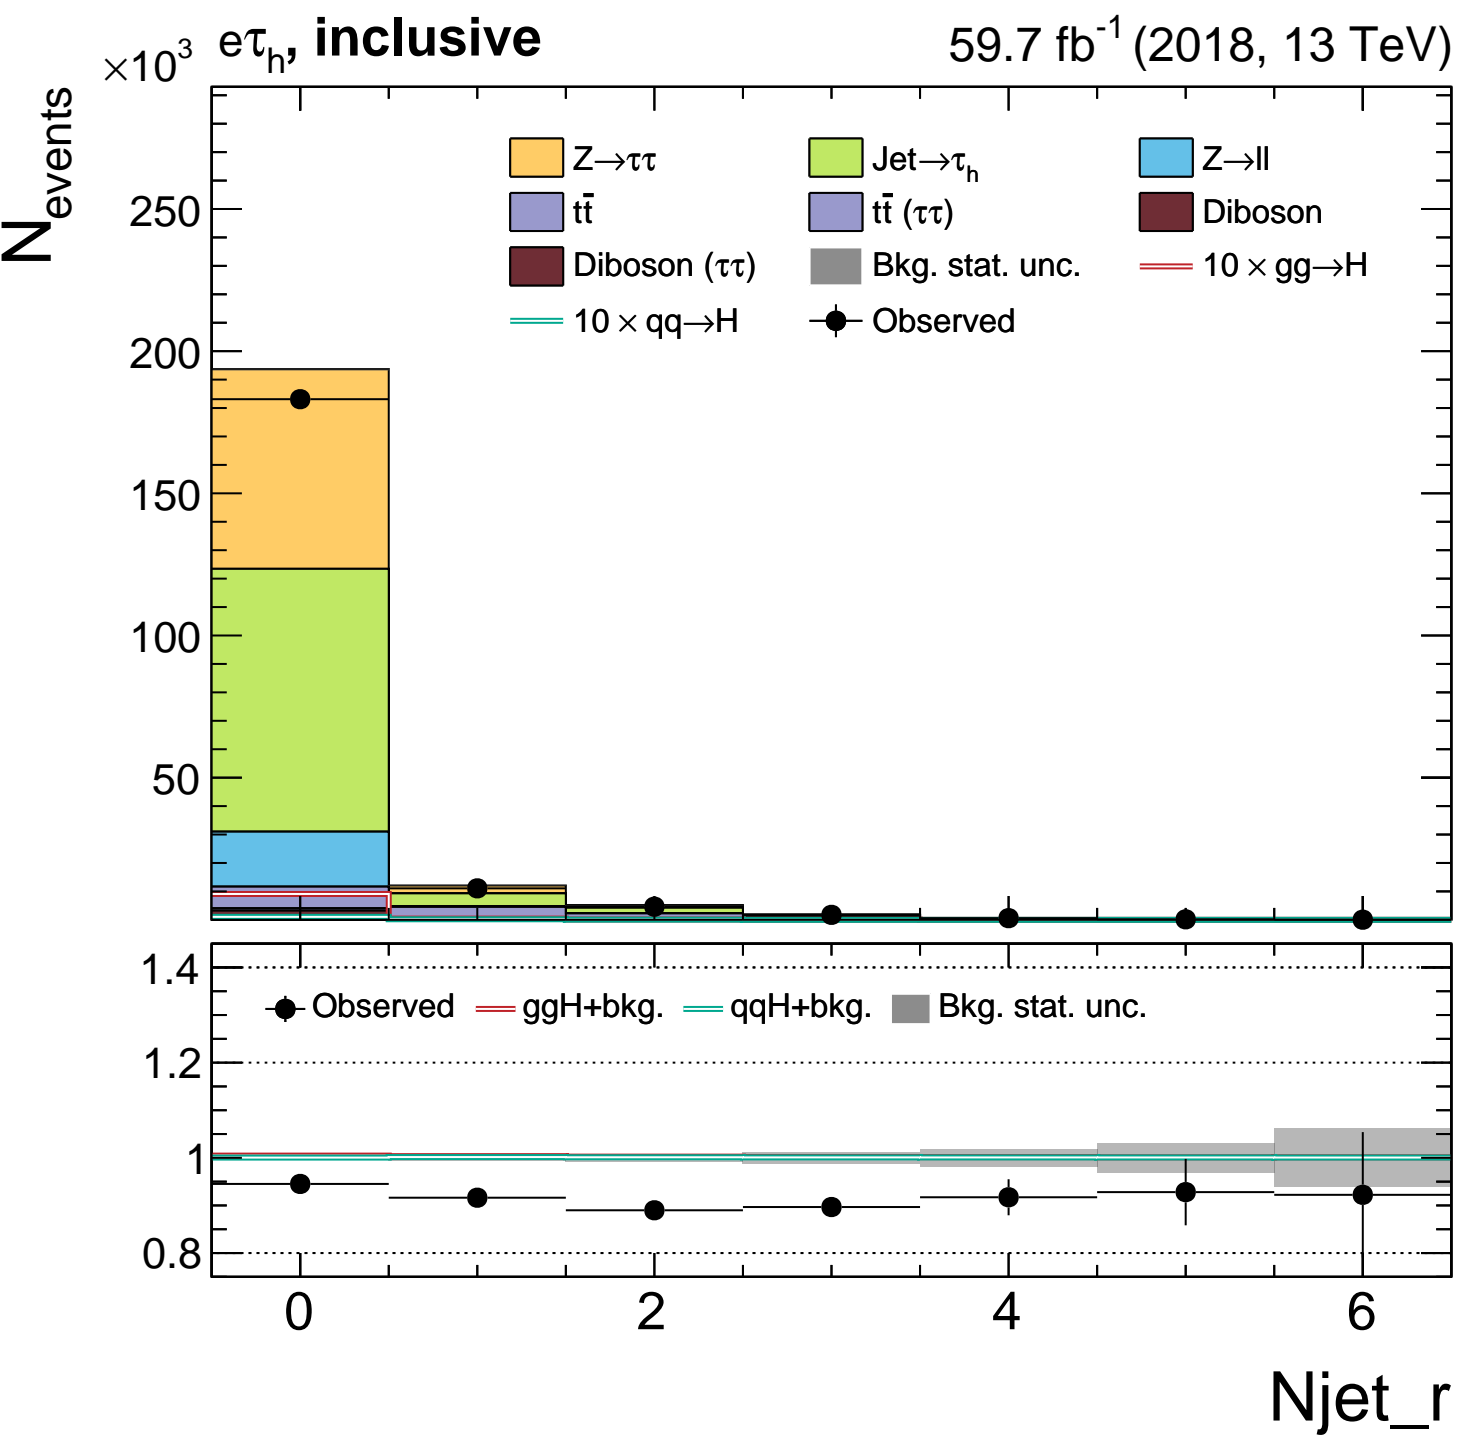 ×10³ eτₕ, inclusive 59.7 fb⁻¹ (2018, 13 TeV)
N_events
Z→ττ Jet→τₕ Z→ll
tt̄ tt̄ (ττ) Diboson
Diboson (ττ) Bkg. stat. unc. 10 × gg→H
10 × qq→H Observed
250
200
150
100
50
1.4
Observed ggH+bkg. qqH+bkg. Bkg. stat. unc.
1.2
1
0.8
0 2 4 6
Njet_r